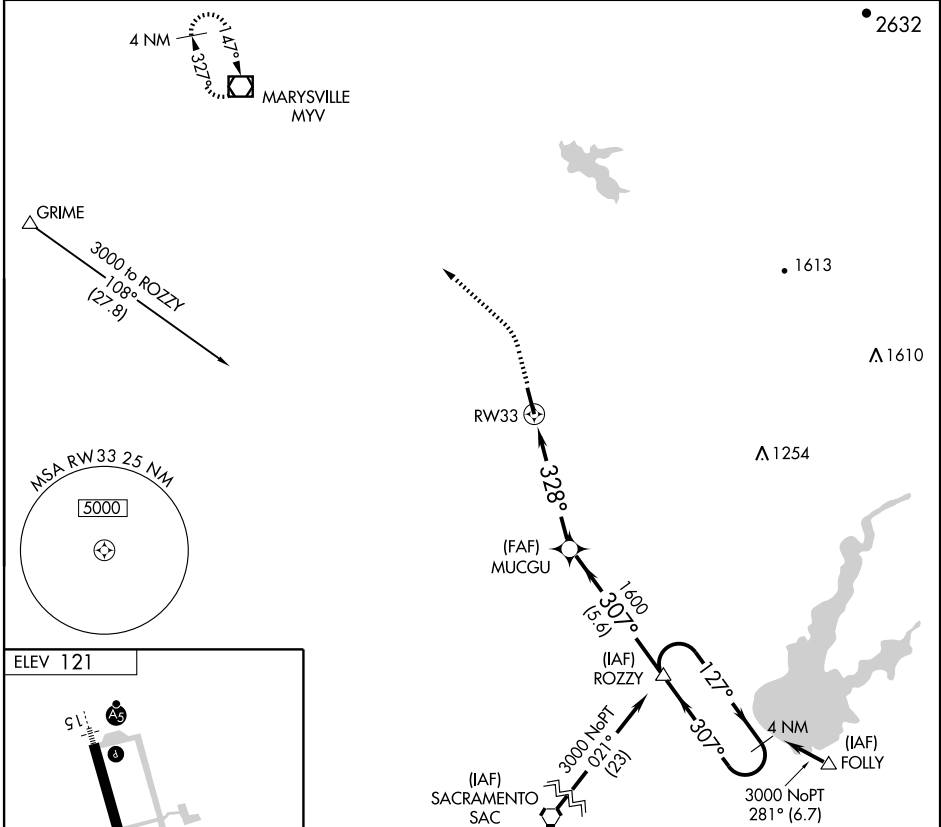 2632
4 NM
147°
327°
MARYSVILLE
MYV
GRIME
3000 to ROZZY
108°
(27.8)
1613
1610
RW33
1254
MSA RW33 25 NM
5000
328°
(FAF)
MUCGU
1600
307°
(5.6)
ELEV 121
(IAF)
ROZZY
127°
307°
4 NM
15
A5
3000 NoPT
021°
(23)
(IAF)
FOLLY
(IAF)
SACRAMENTO
SAC
3000 NoPT
281° (6.7)